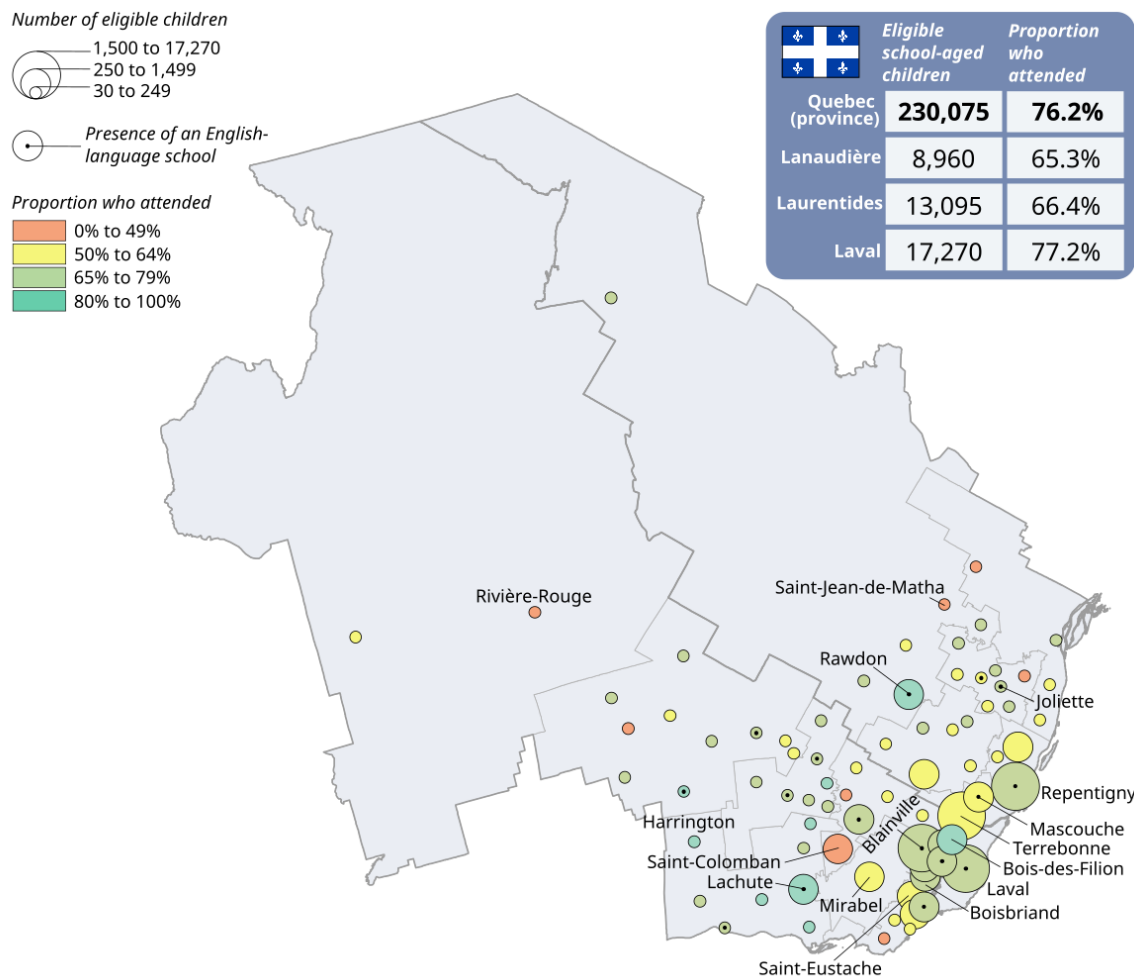 Number of eligible children
1,500 to 17,270
250 to 1,499
30 to 249
Presence of an English-
language school
Proportion who attended
0% to 49%
50% to 64%
65% to 79%
80% to 100%
Eligible
school-aged
children
Proportion
who
attended
Quebec
(province)
230,075
76.2%
Lanaudière
8,960
65.3%
Laurentides
13,095
66.4%
Laval
17,270
77.2%
Saint-Jean-de-Matha
Rivière-Rouge
Rawdon
Joliette
Repentigny
Harrington
Blainville
Mascouche
Terrebonne
Saint-Colomban
Bois-des-Filion
Lachute
Laval
Mirabel
Boisbriand
Saint-Eustache